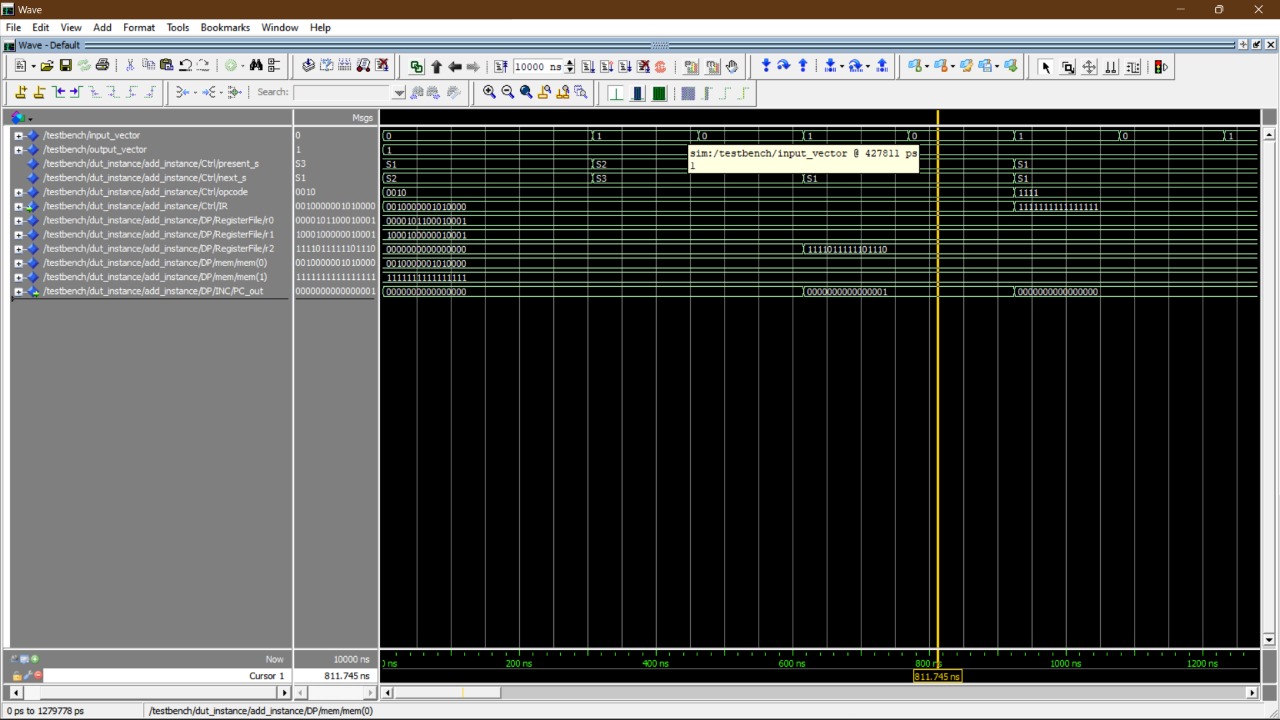 Wave
File Edit View Add Format Tools Bookmarks Window Help
Wave - Default
10000 ns
Search:
Msgs
/testbench/input_vector 0 0 1 0 1 0 1 0 1
/testbench/output_vector 1 1
/testbench/dut_instance/add_instance/Ctrl/present_s S3 S1 S2 S1
/testbench/dut_instance/add_instance/Ctrl/next_s S1 S2 S3 S1 S1
/testbench/dut_instance/add_instance/Ctrl/opcode 0010 0010 1111
/testbench/dut_instance/add_instance/Ctrl/IR 0010000001010000 0010000001010000 1111111111111111
/testbench/dut_instance/add_instance/DP/RegisterFile/r0 0000101100010001 0000101100010001
/testbench/dut_instance/add_instance/DP/RegisterFile/r1 1000100000010001 1000100000010001
/testbench/dut_instance/add_instance/DP/RegisterFile/r2 1111011111101110 0000000000000000 1111011111101110
/testbench/dut_instance/add_instance/DP/mem/mem(0) 0010000001010000 0010000001010000
/testbench/dut_instance/add_instance/DP/mem/mem(1) 1111111111111111 1111111111111111
/testbench/dut_instance/add_instance/DP/INC/PC_out 0000000000000001 0000000000000000 0000000000000001 0000000000000000
sim:/testbench/input_vector @ 427811 ps
1
Now 10000 ns
ns 200 ns 400 ns 600 ns 800 ns 1000 ns 1200 ns
Cursor 1 811.745 ns 811.745 ns
0 ps to 1279778 ps /testbench/dut_instance/add_instance/DP/mem/mem(0)